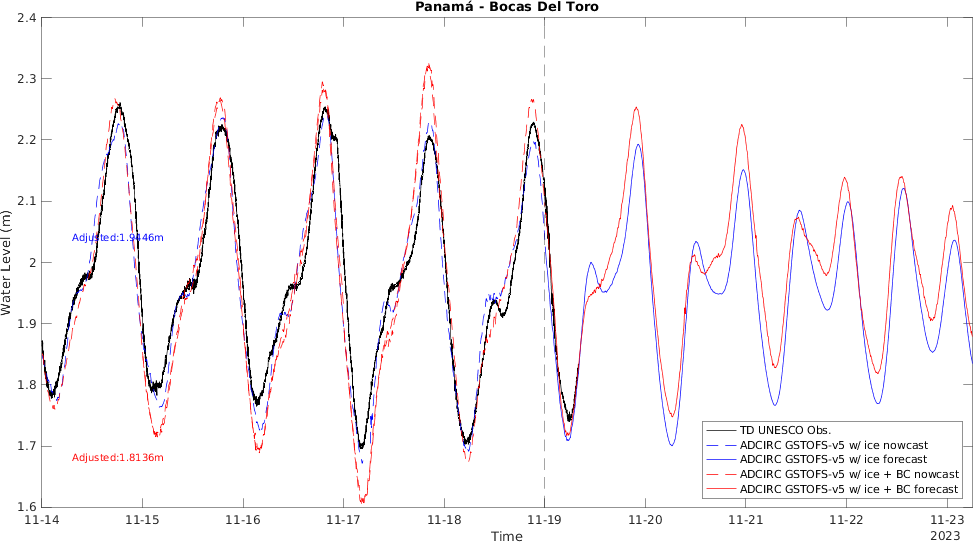 Panamá - Bocas Del Toro
2.4
2.3
2.2
2.1
2
1.9
1.8
1.7
1.6
Water Level (m)
Adjusted:1.9446m
Adjusted:1.8136m
TD UNESCO Obs.
ADCIRC GSTOFS-v5 w/ ice nowcast
ADCIRC GSTOFS-v5 w/ ice forecast
ADCIRC GSTOFS-v5 w/ ice + BC nowcast
ADCIRC GSTOFS-v5 w/ ice + BC forecast
11-14 11-15 11-16 11-17 11-18 11-19 11-20 11-21 11-22 11-23
2023
Time